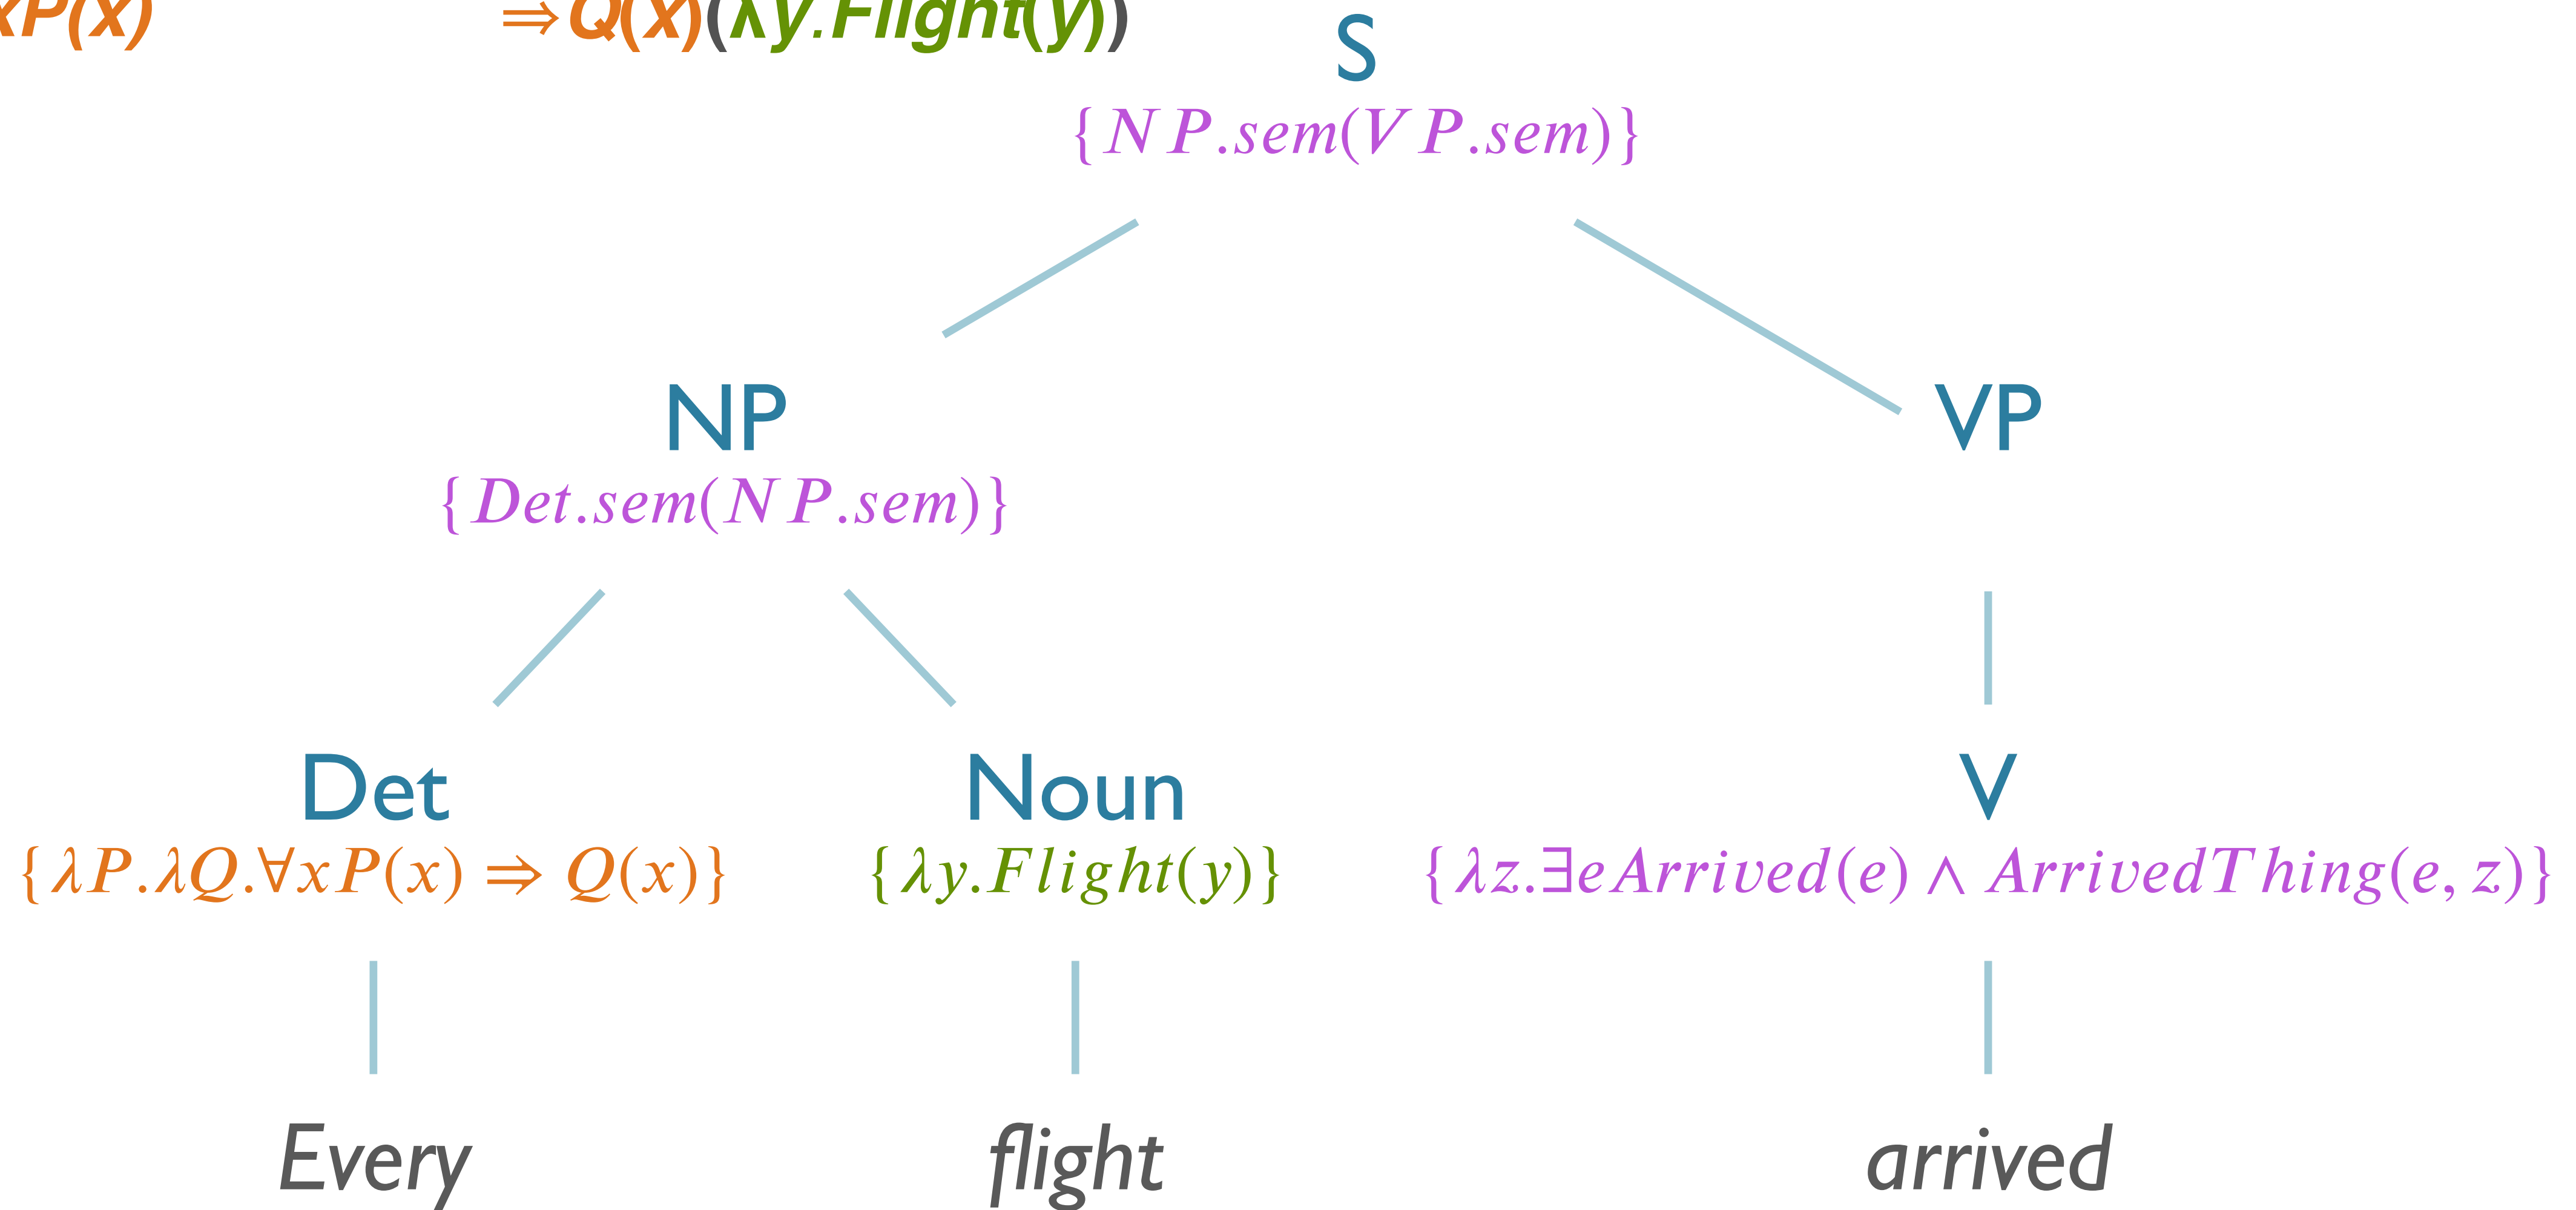 xP(x) ⇒Q(x)(λy.Flight(y))
S
{NP.sem(VP.sem)}
NP VP
{Det.sem(NP.sem)}
Det Noun V
{λP.λQ.∀xP(x) ⇒ Q(x)} {λy.Flight(y)} {λz.∃eArrived(e) ∧ ArrivedThing(e, z)}
Every flight arrived